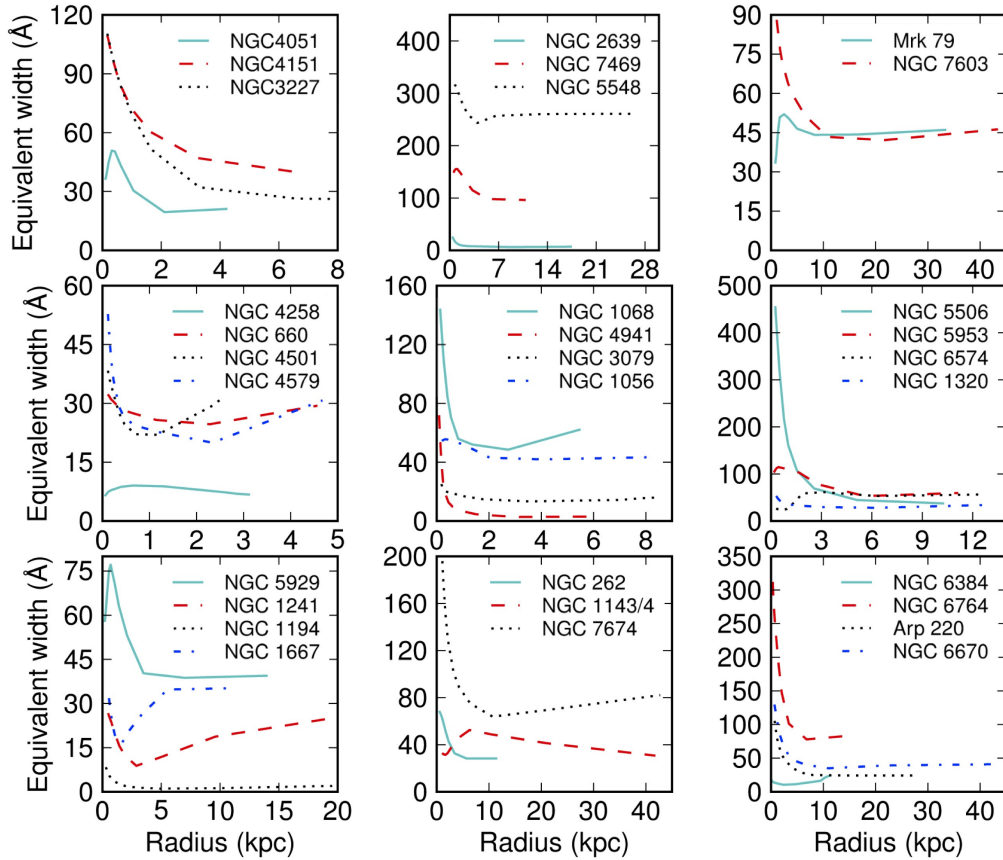 Equivalent width (Å)
120
90
60
30
0
NGC4051
NGC4151
NGC3227
0 2 4 6 8
400
300
200
100
0
NGC 2639
NGC 7469
NGC 5548
0 7 14 21 28
90
75
60
45
30
15
0
Mrk 79
NGC 7603
0 10 20 30 40
Equivalent width (Å)
60
45
30
15
0
NGC 4258
NGC 660
NGC 4501
NGC 4579
0 1 2 3 4 5
160
120
80
40
0
NGC 1068
NGC 4941
NGC 3079
NGC 1056
0 2 4 6 8
500
400
300
200
100
0
NGC 5506
NGC 5953
NGC 6574
NGC 1320
0 3 6 9 12
Equivalent width (Å)
75
60
45
30
15
0
NGC 5929
NGC 1241
NGC 1194
NGC 1667
0 5 10 15 20
Radius (kpc)
200
160
120
80
40
0
NGC 262
NGC 1143/4
NGC 7674
0 10 20 30 40
Radius (kpc)
350
300
250
200
150
100
50
0
NGC 6384
NGC 6764
Arp 220
NGC 6670
0 10 20 30 40
Radius (kpc)